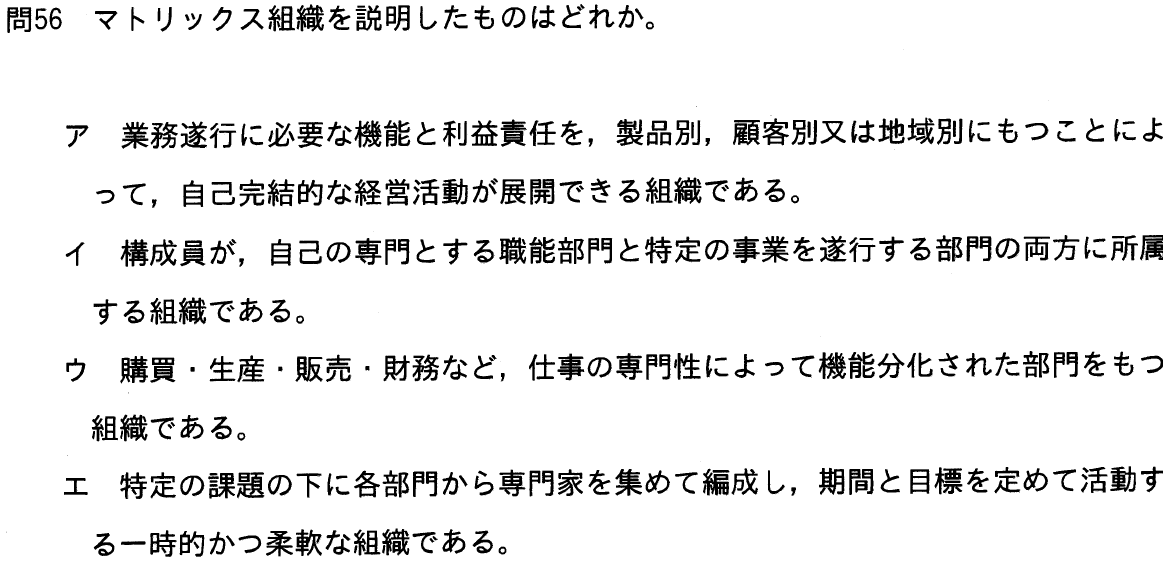 問56 マトリックス組織を説明したものはどれか。
ア 業務遂行に必要な機能と利益責任を，製品別，顧客別又は地域別にもつことによ
って，自己完結的な経営活動が展開できる組織である。
イ 構成員が，自己の専門とする職能部門と特定の事業を遂行する部門の両方に所属
する組織である。
ウ 購買・生産・販売・財務など，仕事の専門性によって機能分化された部門をもつ
組織である。
エ 特定の課題の下に各部門から専門家を集めて編成し，期間と目標を定めて活動す
る一時的かつ柔軟な組織である。